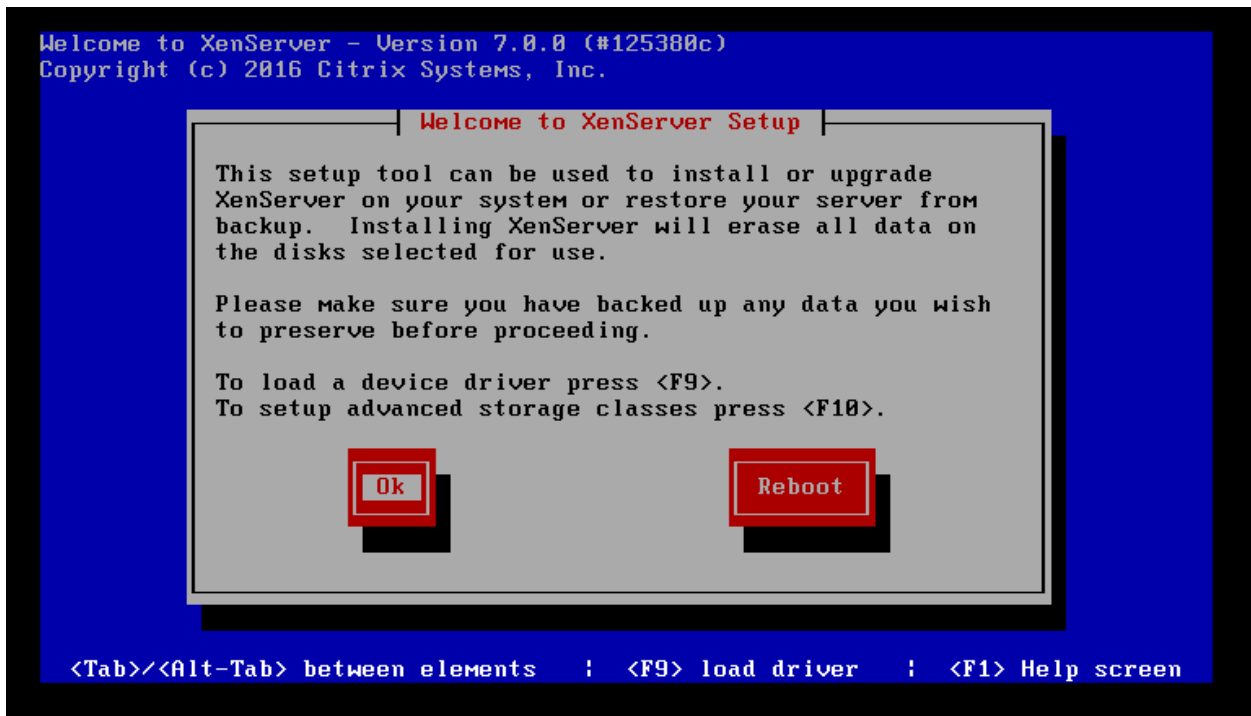 Welcome to XenServer - Version 7.0.0 (#125380c)
Copyright (c) 2016 Citrix Systems, Inc.
Welcome to XenServer Setup
This setup tool can be used to install or upgrade
XenServer on your system or restore your server from
backup.  Installing XenServer will erase all data on
the disks selected for use.
Please make sure you have backed up any data you wish
to preserve before proceeding.
To load a device driver press <F9>.
To setup advanced storage classes press <F10>.
Ok Reboot
<Tab>/<Alt-Tab> between elements ¦ <F9> load driver ¦ <F1> Help screen